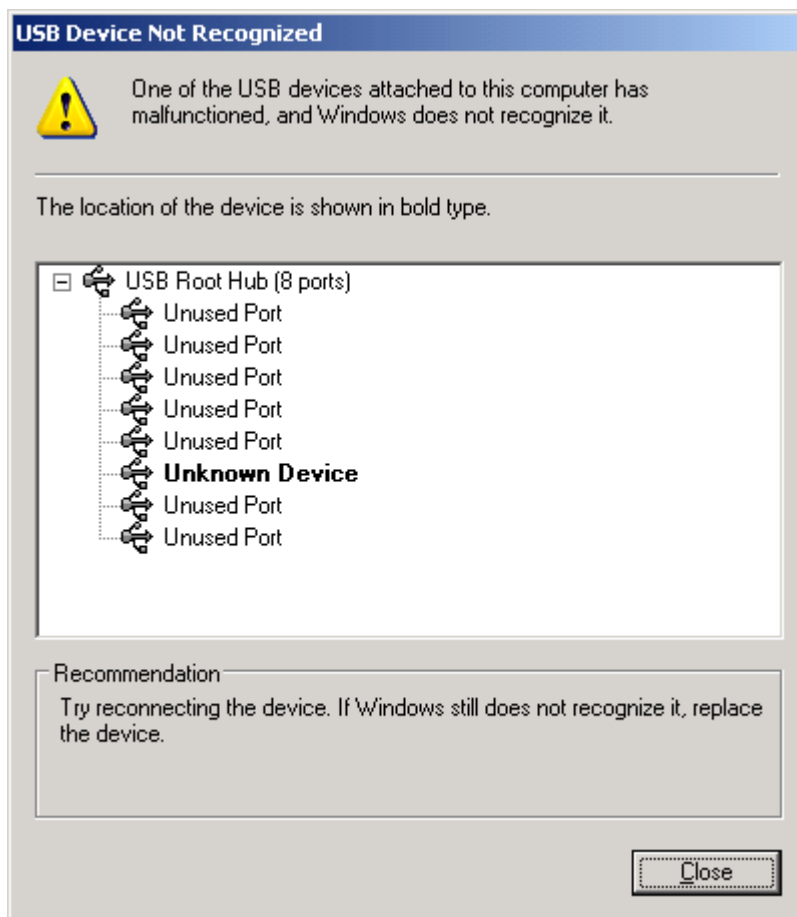 USB Device Not Recognized
One of the USB devices attached to this computer has
malfunctioned, and Windows does not recognize it.
The location of the device is shown in bold type.
USB Root Hub (8 ports)
Unused Port
Unused Port
Unused Port
Unused Port
Unused Port
Unknown Device
Unused Port
Unused Port
Recommendation
Try reconnecting the device. If Windows still does not recognize it, replace
the device.
Close